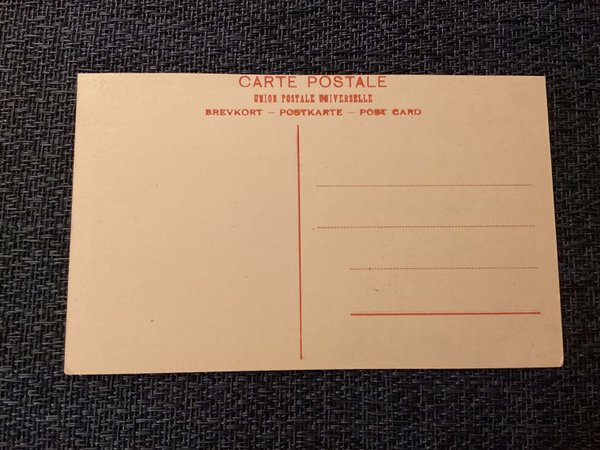 CARTE POSTALE
UNION POSTALE UNIVERSELLE
BREVKORT – POSTKARTE – POST CARD